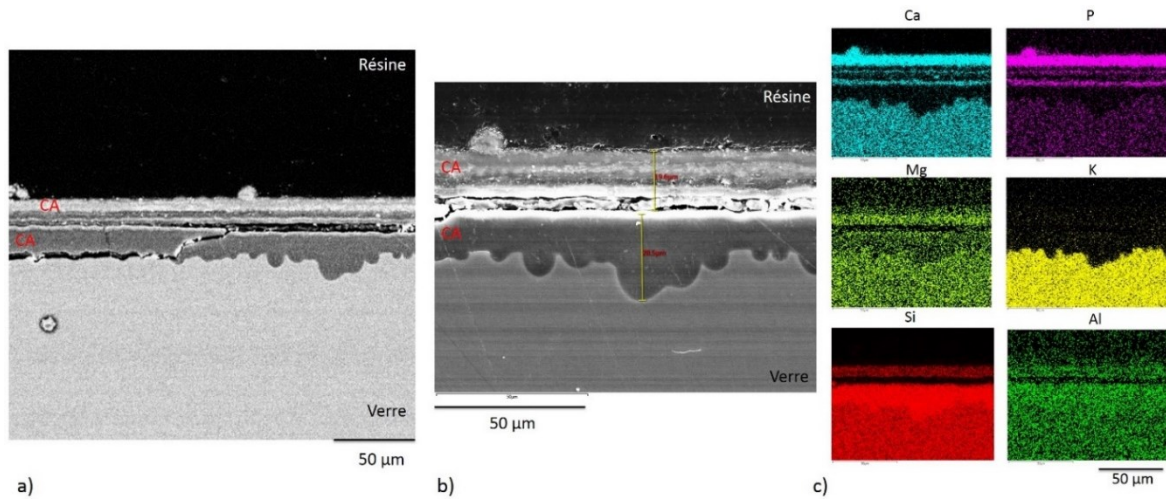 Résine
CA
CA
Verre
50 µm
a)
Résine
CA
CA
Verre
50 µm
b)
Ca
P
Mg
K
Si
Al
50 µm
c)